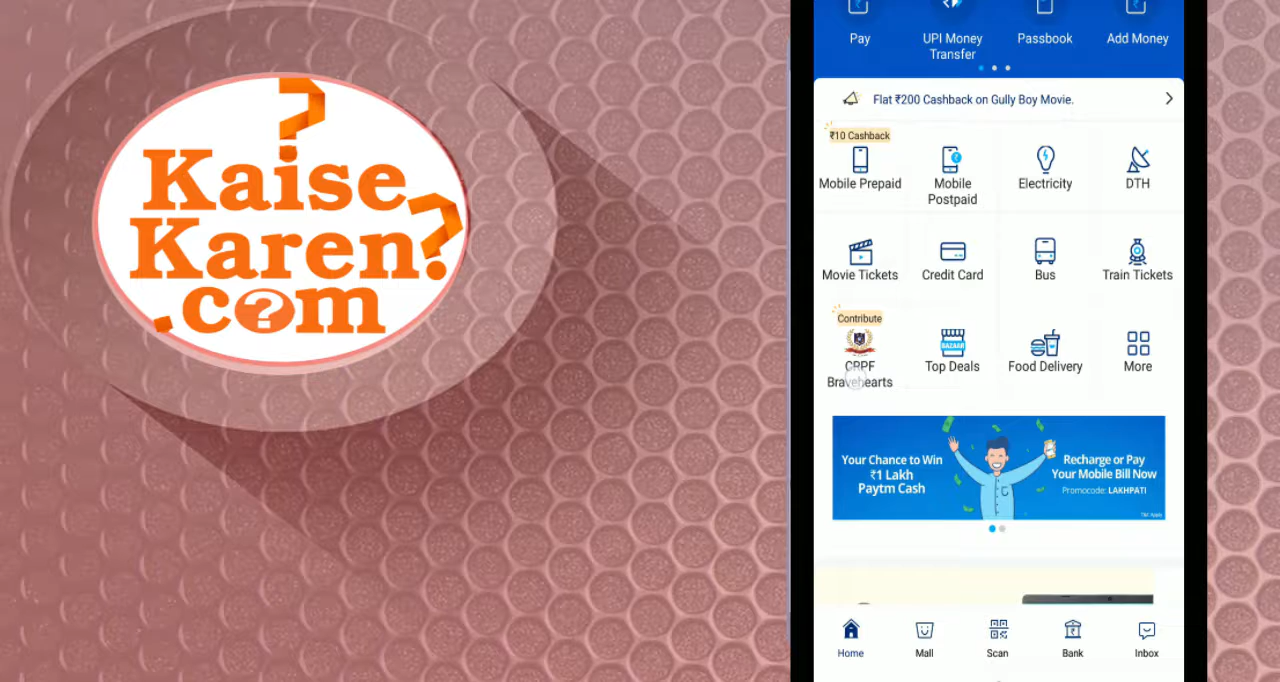 Kaise
Karen?
.com
Pay
UPI Money
Transfer
Passbook
Add Money
Flat ₹200 Cashback on Gully Boy Movie.
₹10 Cashback
Mobile Prepaid
Mobile
Postpaid
Electricity
DTH
Movie Tickets
Credit Card
Bus
Train Tickets
Contribute
CRPF
Bravehearts
BAZAAR
Top Deals
Food Delivery
More
Your Chance to Win
₹1 Lakh
Paytm Cash
Recharge or Pay
Your Mobile Bill Now
Promocode: LAKHPATI
T&C Apply
Home
Mall
Scan
Bank
Inbox